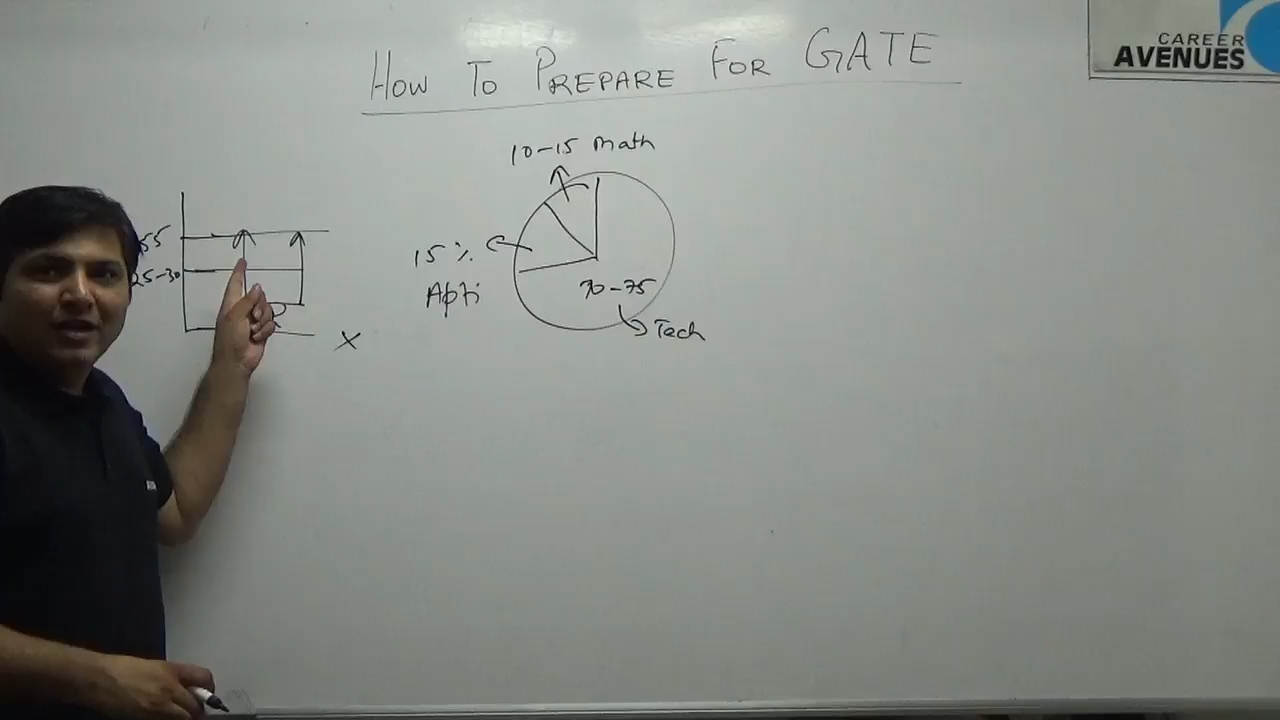 CAREER
AVENUES
HOW TO PREPARE FOR GATE
10-15 Math
55
25-30
15 %
Apti
70-75
Tech
X